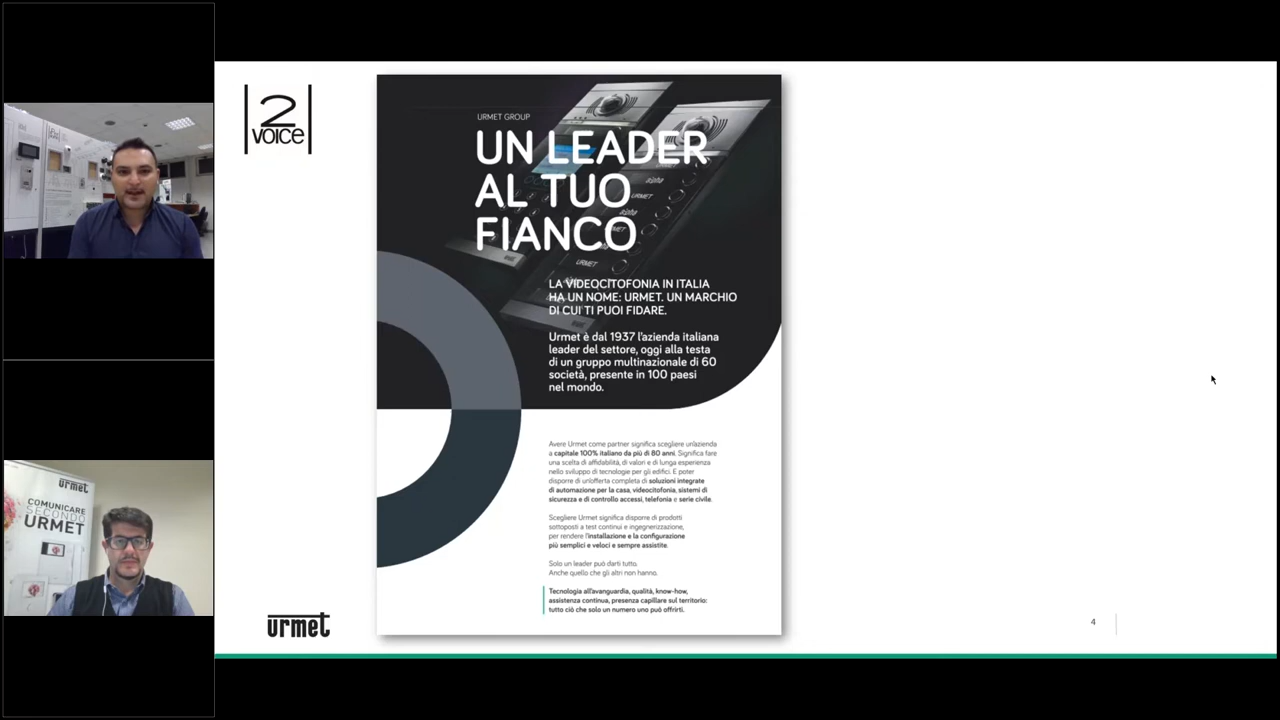 2
VOICE
URMET GROUP
UN LEADER
AL TUO
FIANCO
LA VIDEOCITOFONIA IN ITALIA
HA UN NOME: URMET. UN MARCHIO
DI CUI TI PUOI FIDARE.
Urmet è dal 1937 l'azienda italiana
leader del settore, oggi alla testa
di un gruppo multinazionale di 60
società, presente in 100 paesi
nel mondo.
Avere Urmet come partner significa scegliere un'azienda
a capitale 100% italiano da più di 80 anni. Significa fare
una scelta di affidabilità, di valori e di lunga esperienza
nello sviluppo di tecnologie per gli edifici. E poter
disporre di un'offerta completa di soluzioni integrate
di automazione per la casa, videocitofonia, sistemi di
sicurezza e di controllo accessi, telefonia e serie civile.
Scegliere Urmet significa disporre di prodotti
sottoposti a test continui e ingegnerizzazione,
per rendere l'installazione e la configurazione
più semplici e veloci e sempre assistite.
Solo un leader può darti tutto.
Anche quello che gli altri non hanno.
Tecnologia all'avanguardia, qualità, know-how,
assistenza continua, presenza capillare sul territorio:
tutto ciò che solo un numero uno può offrirti.
alpha
URMET
alpha
URMET
urmet
COMUNICARE
SECONDO
URMET
urmet
4